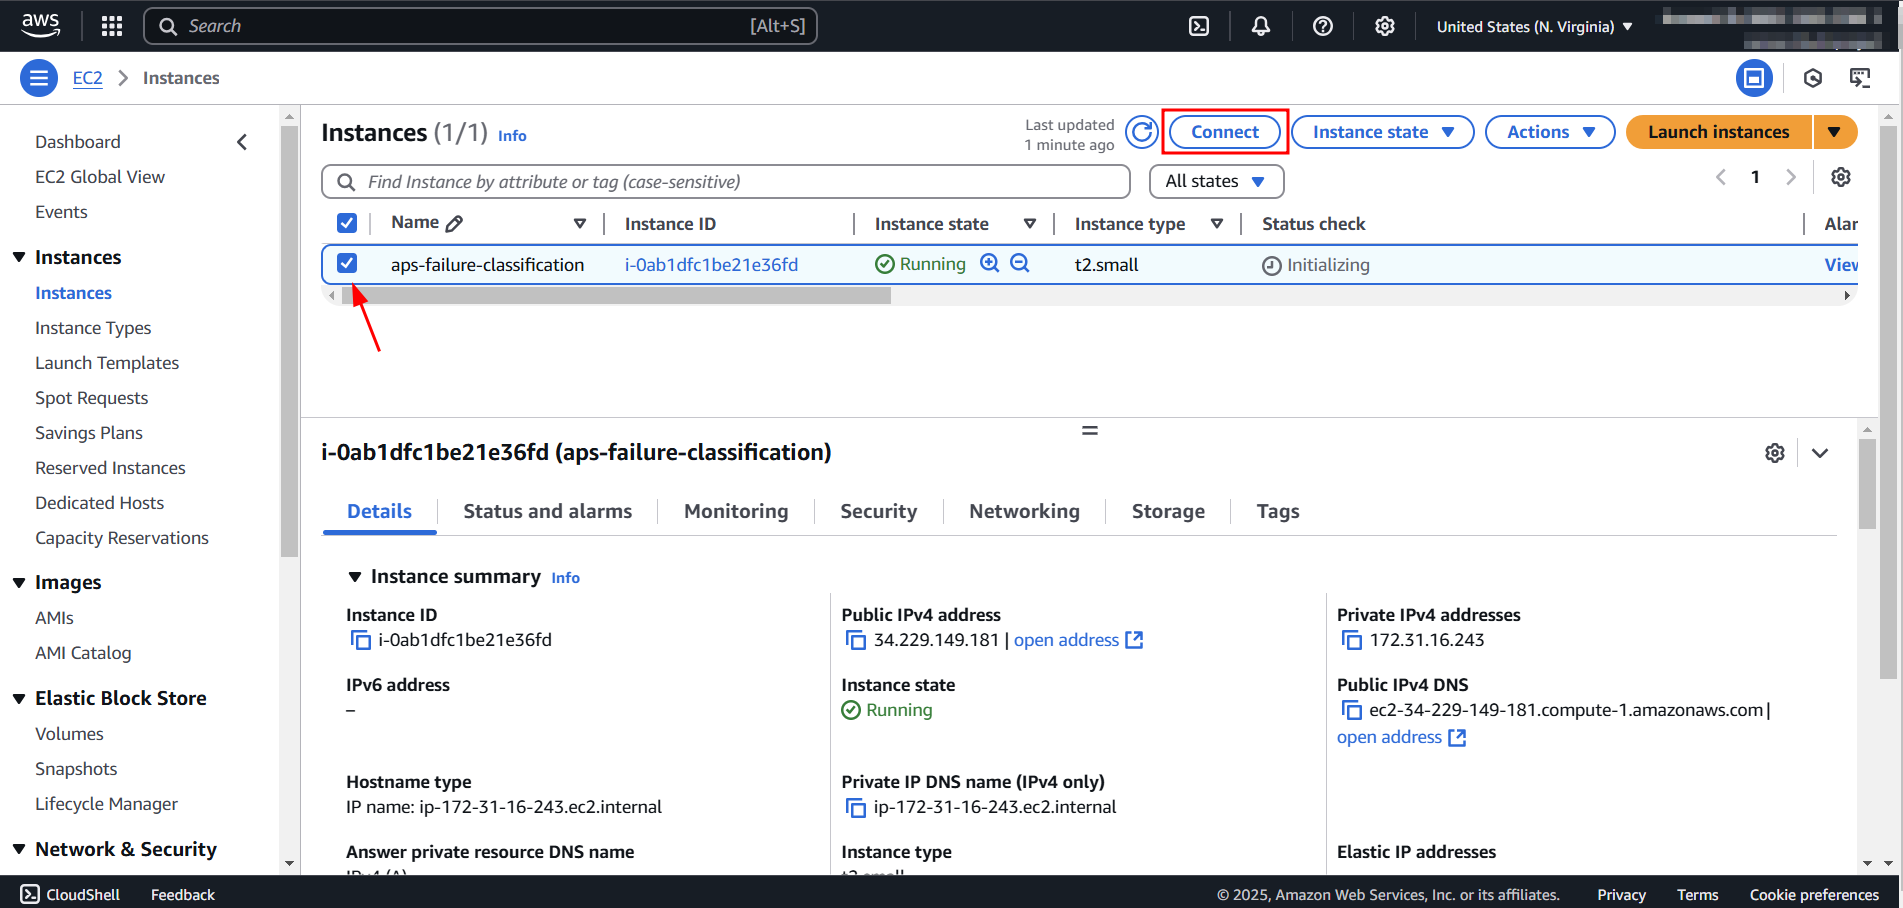 aws
Search [Alt+S]
United States (N. Virginia)
EC2 Instances
Dashboard
EC2 Global View
Events
Instances
Instances
Instance Types
Launch Templates
Spot Requests
Savings Plans
Reserved Instances
Dedicated Hosts
Capacity Reservations
Images
AMIs
AMI Catalog
Elastic Block Store
Volumes
Snapshots
Lifecycle Manager
Network & Security
Instances (1/1) Info
Last updated
1 minute ago
Connect
Instance state
Actions
Launch instances
Find Instance by attribute or tag (case-sensitive)
All states
1
Name Instance ID Instance state Instance type Status check Alar
aps-failure-classification i-0ab1dfc1be21e36fd Running t2.small Initializing View
i-0ab1dfc1be21e36fd (aps-failure-classification)
Details Status and alarms Monitoring Security Networking Storage Tags
Instance summary Info
Instance ID
i-0ab1dfc1be21e36fd
Public IPv4 address
34.229.149.181 | open address
Private IPv4 addresses
172.31.16.243
IPv6 address
–
Instance state
Running
Public IPv4 DNS
ec2-34-229-149-181.compute-1.amazonaws.com |
open address
Hostname type
IP name: ip-172-31-16-243.ec2.internal
Private IP DNS name (IPv4 only)
ip-172-31-16-243.ec2.internal
Answer private resource DNS name
IPv4 (A)
Instance type
t2.small
Elastic IP addresses
CloudShell Feedback
© 2025, Amazon Web Services, Inc. or its affiliates. Privacy Terms Cookie preferences